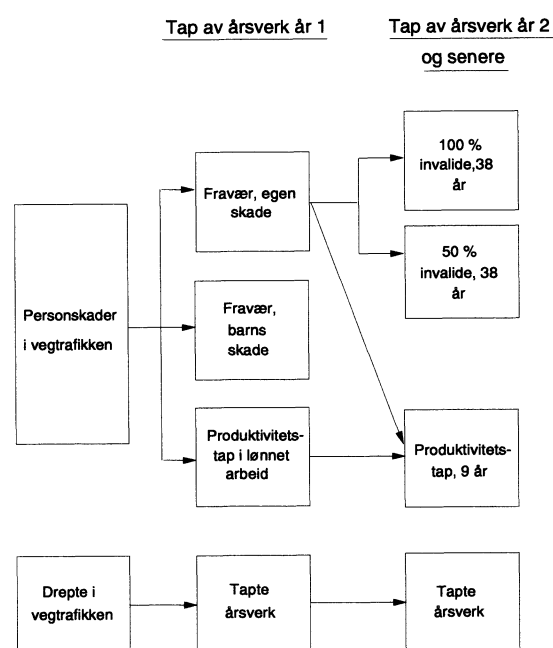 Tap av årsverk år 1
Tap av årsverk år 2
og senere
100 %
invalide,38
år
Fravær, egen
skade
50 %
invalide, 38
år
Personskader
i vegtrafikken
Fravær,
barns
skade
Produktivitets-
tap i lønnet
arbeid
Produktivitets-
tap, 9 år
Drepte i
vegtrafikken
Tapte
årsverk
Tapte
årsverk